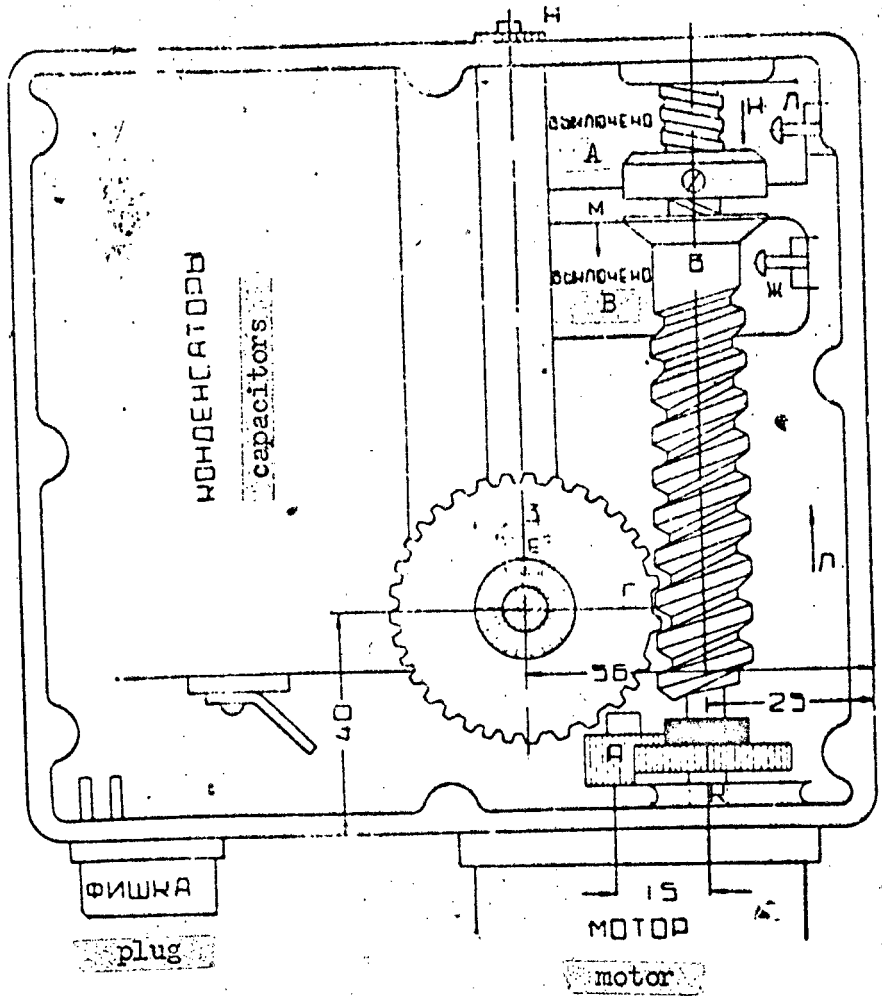 Н
выключено
А
Н
Л
М
В
выключено
В
Ж
КОНДЕНСАТОРЫ
capacitors
З
Е
Г
Л
56
25
40
А
К
15
ФИШКА
МОТОР
plug
motor